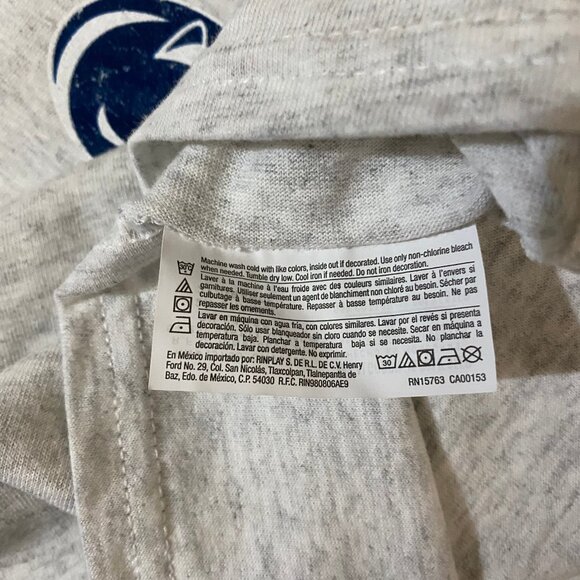 Machine wash cold with like colors, inside out if decorated. Use only non-chlorine bleach
when needed. Tumble dry low. Cool iron if needed. Do not iron decoration.
Laver à la machine à l'eau froide avec des couleurs similaires. Laver à l'envers si
garnitures. Utiliser seulement un agent de blanchiment non chloré au besoin. Sécher par
culbutage à basse température. Repasser à basse température au besoin. Ne pas
repasser les ornements.
Lavar en máquina con agua fría, con colores similares. Lavar por el revés si presenta
decoración. Sólo usar blanqueador sin cloro cuando se necesite. Secar en máquina a
temperatura baja. Planchar a temperatura baja si se necesita. No planchar la
decoración. Lavar con detergente. No exprimir.
En México importado por: RINPLAY S. DE R.L. DE C.V. Henry
Ford No. 29, Col. San Nicolás, Tlaxcolpan, Tlalnepantla de
Baz, Edo. de México, C.P. 54030 R.F.C. RIN980806AE9
30
RN15763 CA00153